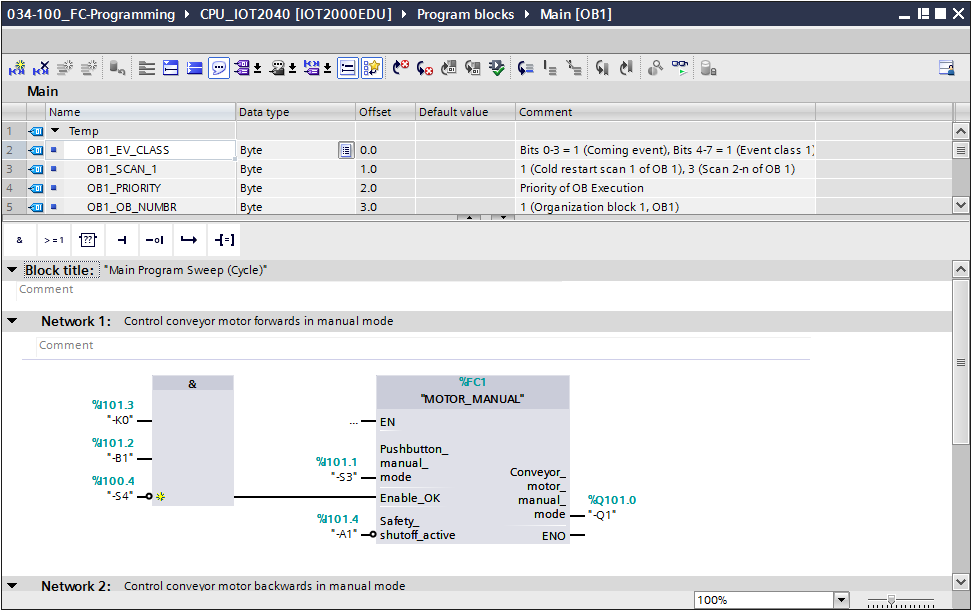 034-100_FC-Programming ▸ CPU_IOT2040 [IOT2000EDU] ▸ Program blocks ▸ Main [OB1]
Main
Name Data type Offset Default value Comment
1 Temp
2 OB1_EV_CLASS Byte 0.0 Bits 0-3 = 1 (Coming event), Bits 4-7 = 1 (Event class 1)
3 OB1_SCAN_1 Byte 1.0 1 (Cold restart scan 1 of OB 1), 3 (Scan 2-n of OB 1)
4 OB1_PRIORITY Byte 2.0 Priority of OB Execution
5 OB1_OB_NUMBR Byte 3.0 1 (Organization block 1, OB1)
& >=1 ?? -| -o| [=]
Block title: "Main Program Sweep (Cycle)"
Comment
Network 1: Control conveyor motor forwards in manual mode
Comment
&
%I101.3
"-K0"
%I101.2
"-B1"
%I100.4
"-S4"
%FC1
"MOTOR_MANUAL"
... EN
%I101.1
"-S3"
Pushbutton_
manual_
mode
Enable_OK
%I101.4
"-A1"
Safety_
shutoff_active
Conveyor_
motor_
manual_
mode
%Q101.0
"-Q1"
ENO
Network 2: Control conveyor motor backwards in manual mode
100%